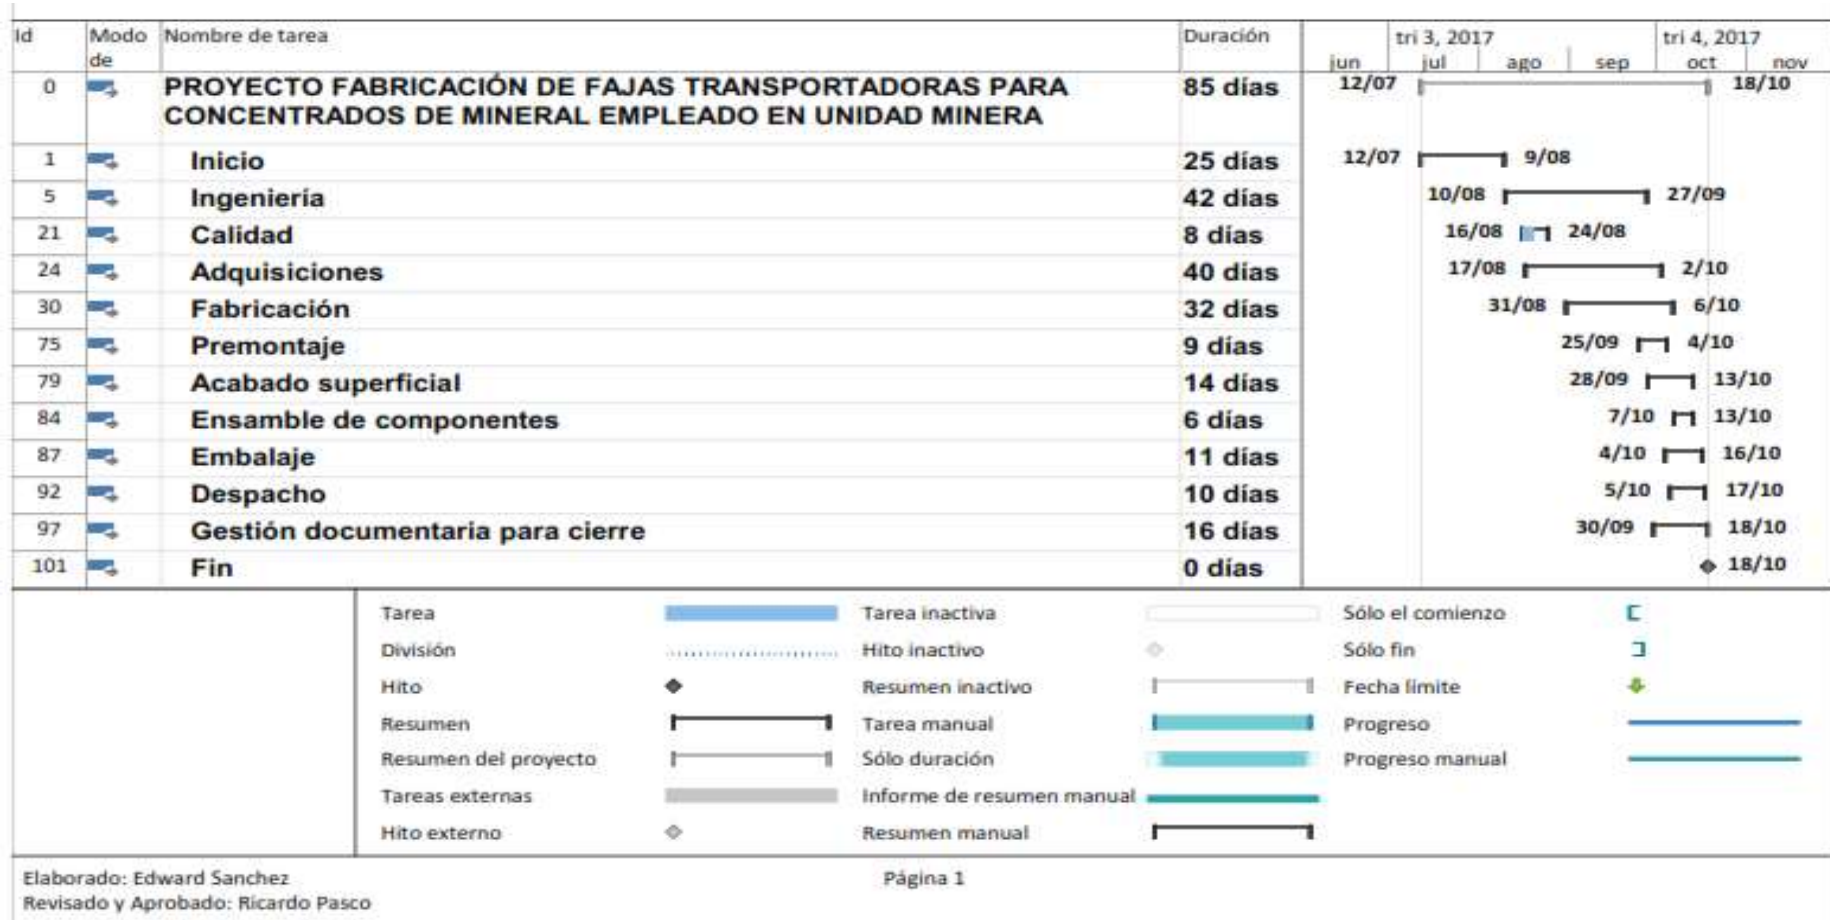 Id Modo de Nombre de tarea Duración tri 3, 2017 tri 4, 2017
jun jul ago sep oct nov
0 PROYECTO FABRICACIÓN DE FAJAS TRANSPORTADORAS PARA 85 días 12/07 18/10
CONCENTRADOS DE MINERAL EMPLEADO EN UNIDAD MINERA
1 Inicio 25 días 12/07 9/08
5 Ingeniería 42 días 10/08 27/09
21 Calidad 8 días 16/08 24/08
24 Adquisiciones 40 días 17/08 2/10
30 Fabricación 32 días 31/08 6/10
75 Premontaje 9 días 25/09 4/10
79 Acabado superficial 14 días 28/09 13/10
84 Ensamble de componentes 6 días 7/10 13/10
87 Embalaje 11 días 4/10 16/10
92 Despacho 10 días 5/10 17/10
97 Gestión documentaria para cierre 16 días 30/09 18/10
101 Fin 0 días 18/10
Tarea Tarea inactiva Sólo el comienzo
División Hito inactivo Sólo fin
Hito Resumen inactivo Fecha límite
Resumen Tarea manual Progreso
Resumen del proyecto Sólo duración Progreso manual
Tareas externas Informe de resumen manual
Hito externo Resumen manual
Elaborado: Edward Sanchez Página 1
Revisado y Aprobado: Ricardo Pasco